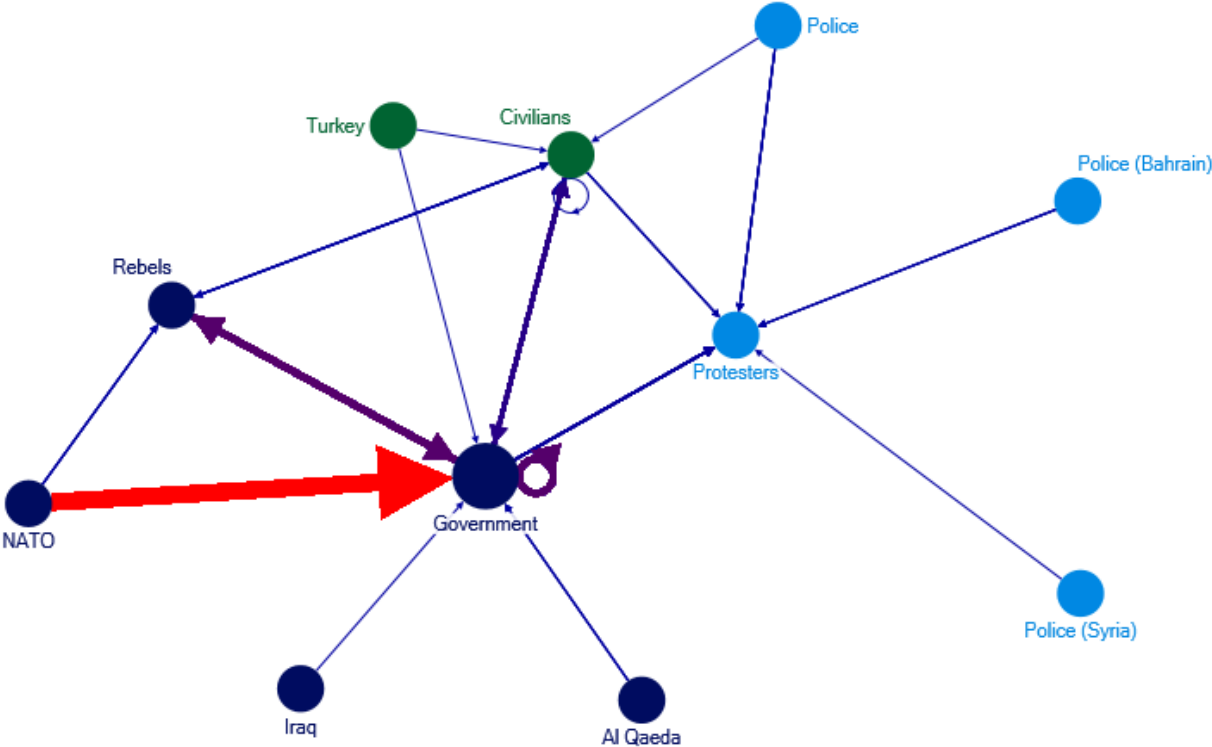 Police
Civilians
Turkey
Police (Bahrain)
Rebels
Protesters
Government
NATO
Police (Syria)
Iraq
Al Qaeda